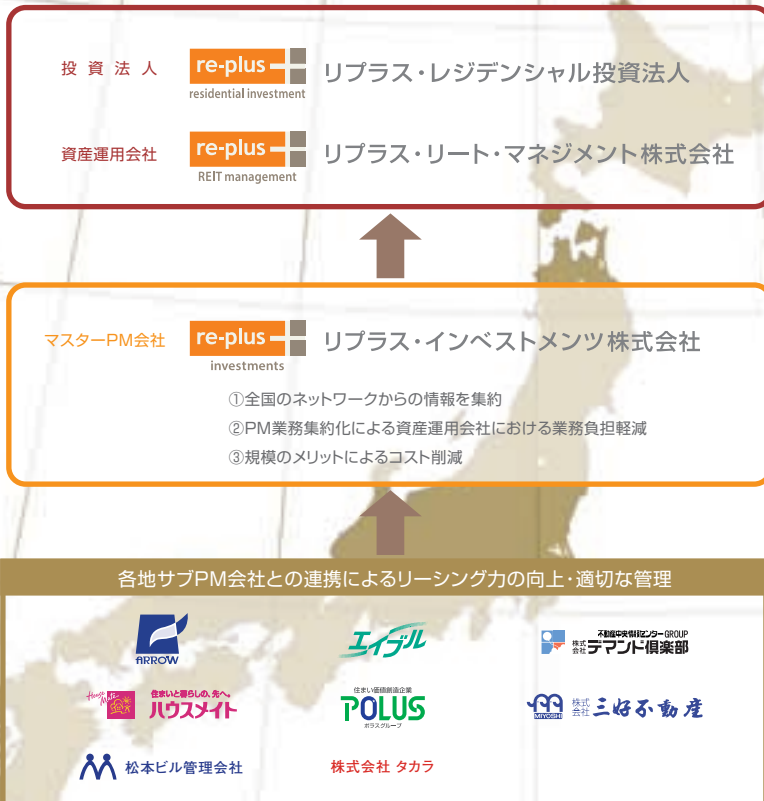 投資法人
re-plus
residential investment
リプラス・レジデンシャル投資法人
資産運用会社
re-plus
REIT management
リプラス・リート・マネジメント株式会社
マスターPM会社
re-plus
investments
リプラス・インベストメンツ株式会社
①全国のネットワークからの情報を集約
②PM業務集約化による資産運用会社における業務負担軽減
③規模のメリットによるコスト削減
各地サブPM会社との連携によるリーシング力の向上・適切な管理
ARROW
エイブル
不動産中央情報センターGROUP
株式会社 デマンド倶楽部
House Mate
住まいと暮らしの、先へ。
ハウスメイト
住まい価値創造企業
POLUS
ポラスグループ
MIYOSHI
株式会社 三好不動産
松本ビル管理会社
株式会社 タカラ